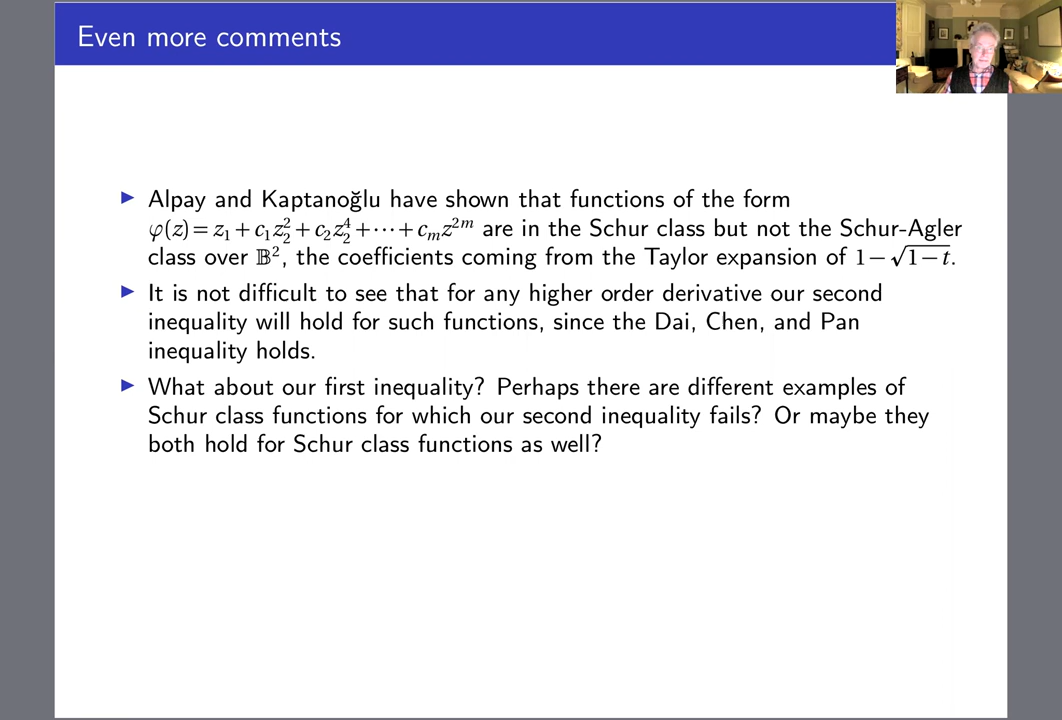 Even more comments
▶ Alpay and Kaptanoğlu have shown that functions of the form
φ(z) = z₁ + c₁z₂² + c₂z₂⁴ + ⋯ + cₘz²ᵐ are in the Schur class but not the Schur-Agler
class over 𝔹², the coefficients coming from the Taylor expansion of 1 − √(1 − t).
▶ It is not difficult to see that for any higher order derivative our second
inequality will hold for such functions, since the Dai, Chen, and Pan
inequality holds.
▶ What about our first inequality? Perhaps there are different examples of
Schur class functions for which our second inequality fails? Or maybe they
both hold for Schur class functions as well?